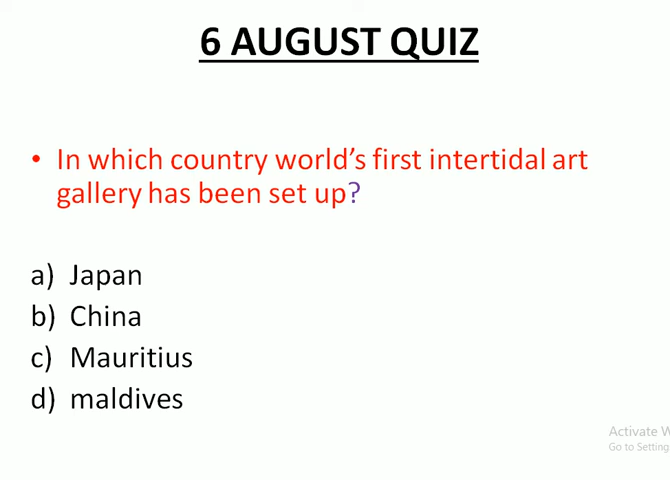 6 AUGUST QUIZ
• In which country world's first intertidal art
gallery has been set up?
a) Japan
b) China
c) Mauritius
d) maldives
Activate W
Go to Setting